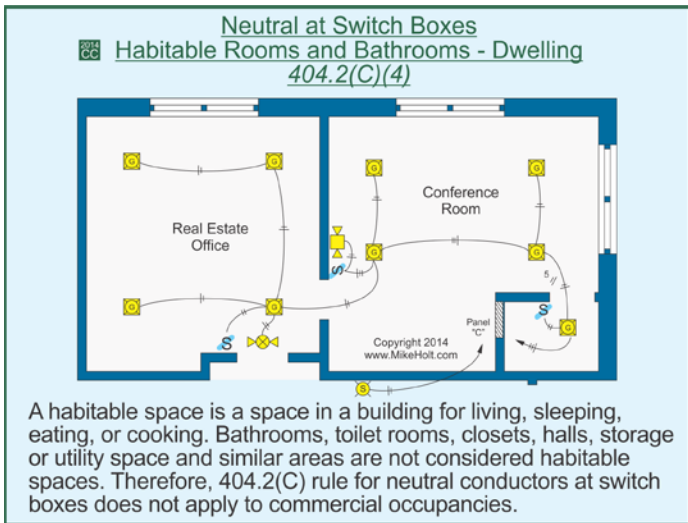 Neutral at Switch Boxes
2014
CC
Habitable Rooms and Bathrooms - Dwelling
404.2(C)(4)
G
G
G
G
Real Estate
Office
Conference
Room
S
G
G
G
G
5
S
G
Panel
"C"
S
Copyright 2014
www.MikeHolt.com
S
A habitable space is a space in a building for living, sleeping,
eating, or cooking. Bathrooms, toilet rooms, closets, halls, storage
or utility space and similar areas are not considered habitable
spaces. Therefore, 404.2(C) rule for neutral conductors at switch
boxes does not apply to commercial occupancies.